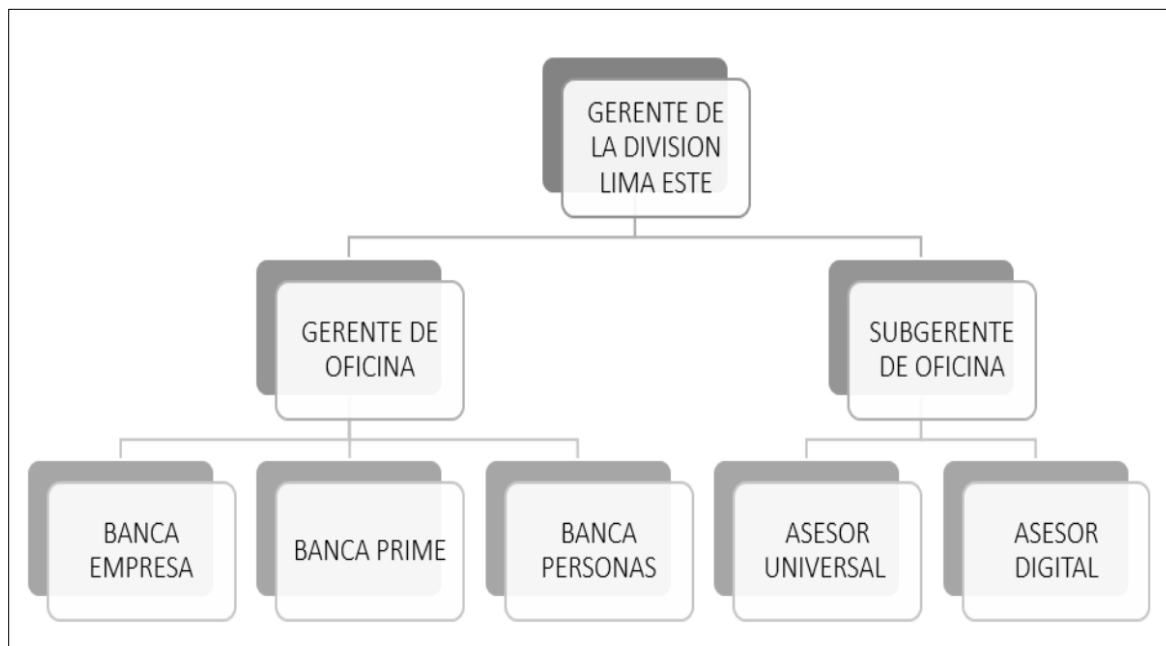 GERENTE DE
LA DIVISION
LIMA ESTE
GERENTE DE
OFICINA
SUBGERENTE
DE OFICINA
BANCA
EMPRESA
BANCA PRIME
BANCA
PERSONAS
ASESOR
UNIVERSAL
ASESOR
DIGITAL